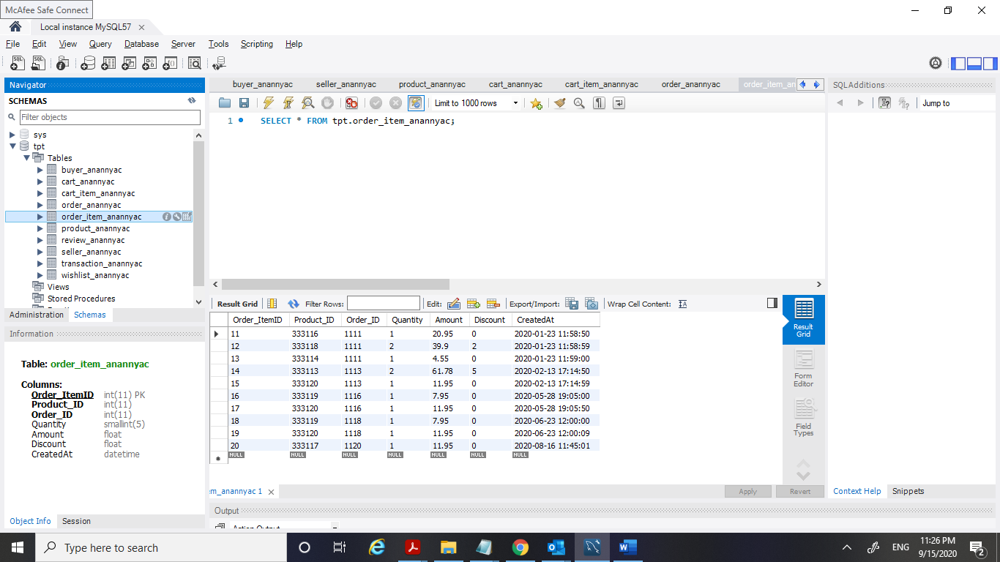 McAfee Safe Connect
Local instance MySQL57
File Edit View Query Database Server Tools Scripting Help
Navigator
SCHEMAS
Filter objects
sys
tpt
Tables
buyer_anannyac
cart_anannyac
cart_item_anannyac
order_anannyac
order_item_anannyac
product_anannyac
review_anannyac
seller_anannyac
transaction_anannyac
wishlist_anannyac
Views
Stored Procedures
Administration Schemas
Information
Table: order_item_anannyac
Columns:
Order_ItemID int(11) PK
Product_ID int(11)
Order_ID int(11)
Quantity smallint(5)
Amount float
Discount float
CreatedAt datetime
Object Info Session
buyer_anannyac seller_anannyac product_anannyac cart_anannyac cart_item_anannyac order_anannyac order_item_an
Limit to 1000 rows
1 SELECT * FROM tpt.order_item_anannyac;
Result Grid Filter Rows: Edit: Export/Import: Wrap Cell Content:
Order_ItemID Product_ID Order_ID Quantity Amount Discount CreatedAt
11 333116 1111 1 20.95 0 2020-01-23 11:58:50
12 333118 1111 2 39.9 2 2020-01-23 11:58:59
13 333114 1111 1 4.55 0 2020-01-23 11:59:00
14 333113 1113 2 61.78 5 2020-02-13 17:14:50
15 333120 1113 1 11.95 0 2020-02-13 17:14:59
16 333119 1116 1 7.95 0 2020-05-28 19:05:00
17 333120 1116 1 11.95 0 2020-05-28 19:05:50
18 333119 1118 1 7.95 0 2020-06-23 12:00:00
19 333120 1118 1 11.95 0 2020-06-23 12:00:09
20 333117 1120 1 11.95 0 2020-08-16 11:45:01
NULL NULL NULL NULL NULL NULL NULL
Result Grid
Form Editor
Field Types
m_anannyac 1
Apply Revert
Output
Action Output
SQLAdditions
Jump to
Context Help Snippets
Type here to search
ENG
11:26 PM
9/15/2020
2